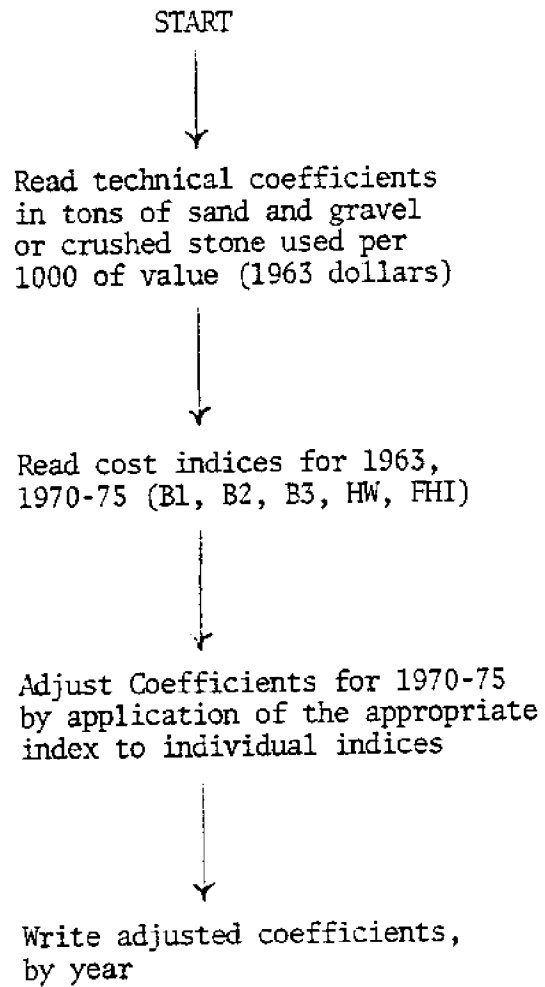 START
Read technical coefficients
in tons of sand and gravel
or crushed stone used per
1000 of value (1963 dollars)
Read cost indices for 1963,
1970-75 (B1, B2, B3, HW, FHI)
Adjust Coefficients for 1970-75
by application of the appropriate
index to individual indices
Write adjusted coefficients,
by year